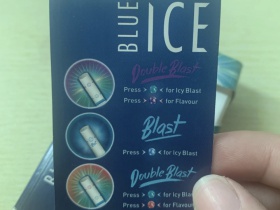 BLUE
ICE
Double Blast
Press > < for Icy Blast
Press > < for Flavour
Blast
Press > < for Icy Blast
Double Blast
Press > < for Icy Blast
Press > < for Flavour